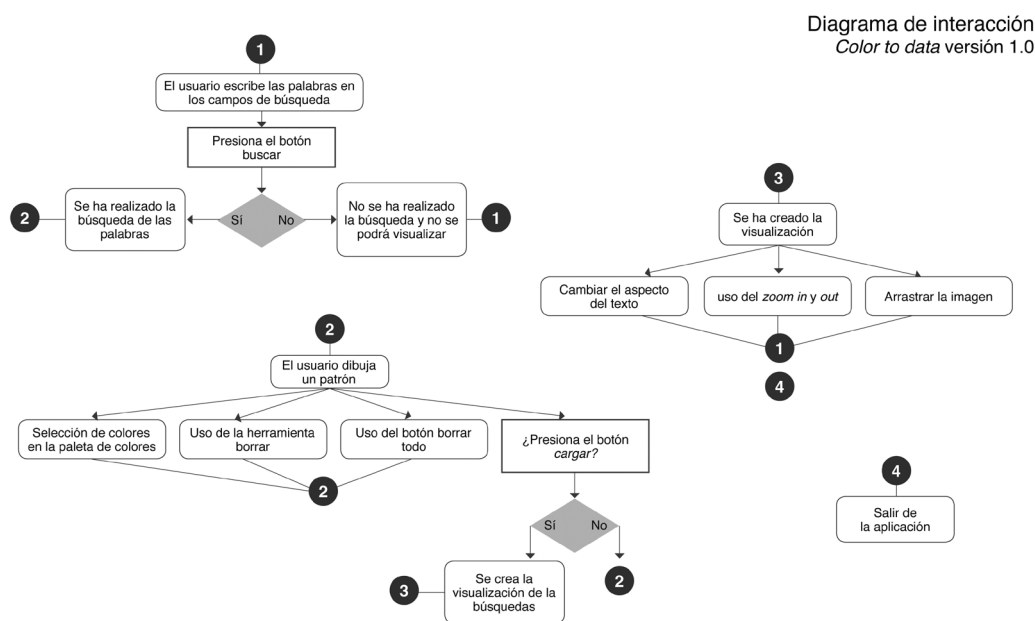 Diagrama de interacción
Color to data versión 1.0
1
El usuario escribe las palabras en
los campos de búsqueda
Presiona el botón
buscar
Sí
No
2
Se ha realizado la
búsqueda de las
palabras
No se ha realizado
la búsqueda y no se
podrá visualizar
1
3
Se ha creado la
visualización
Cambiar el aspecto
del texto
uso del zoom in y out
Arrastrar la imagen
1
4
2
El usuario dibuja
un patrón
Selección de colores
en la paleta de colores
Uso de la herramienta
borrar
Uso del botón borrar
todo
¿Presiona el botón
cargar?
2
Sí
No
3
Se crea la
visualización de la
búsquedas
2
4
Salir de
la aplicación